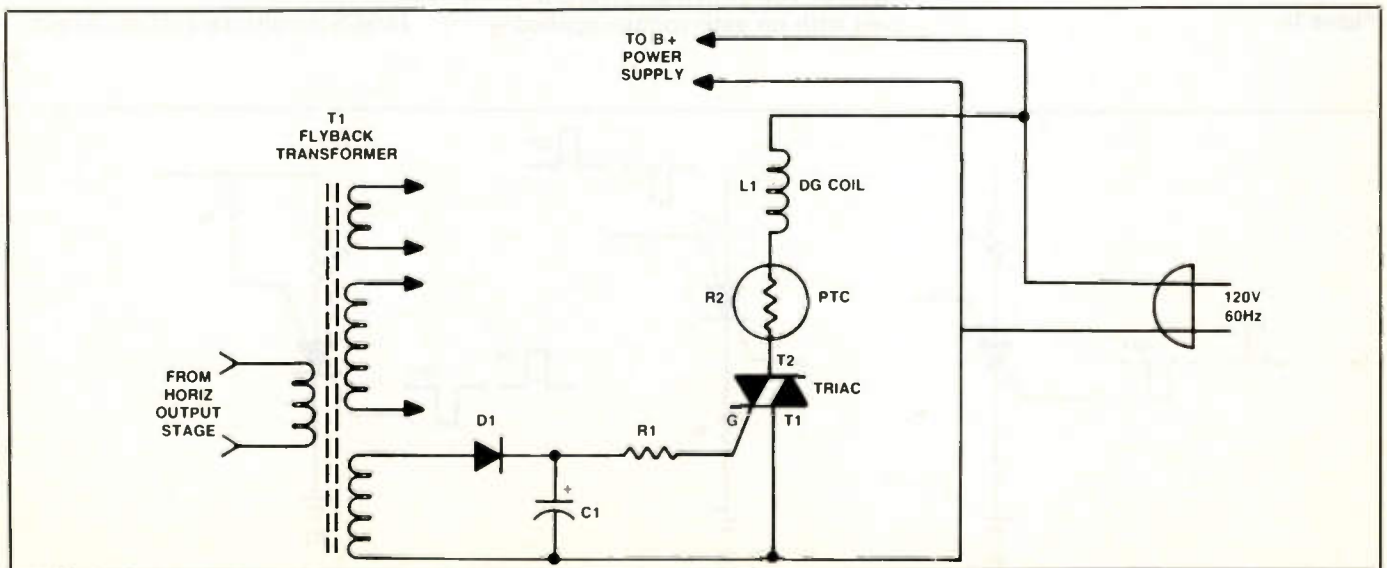 TO B+
POWER
SUPPLY
T1
FLYBACK
TRANSFORMER
L1
DG COIL
R2
PTC
120V
60Hz
T2
TRIAC
FROM
HORIZ
OUTPUT
STAGE
D1
R1
G
T1
+
C1